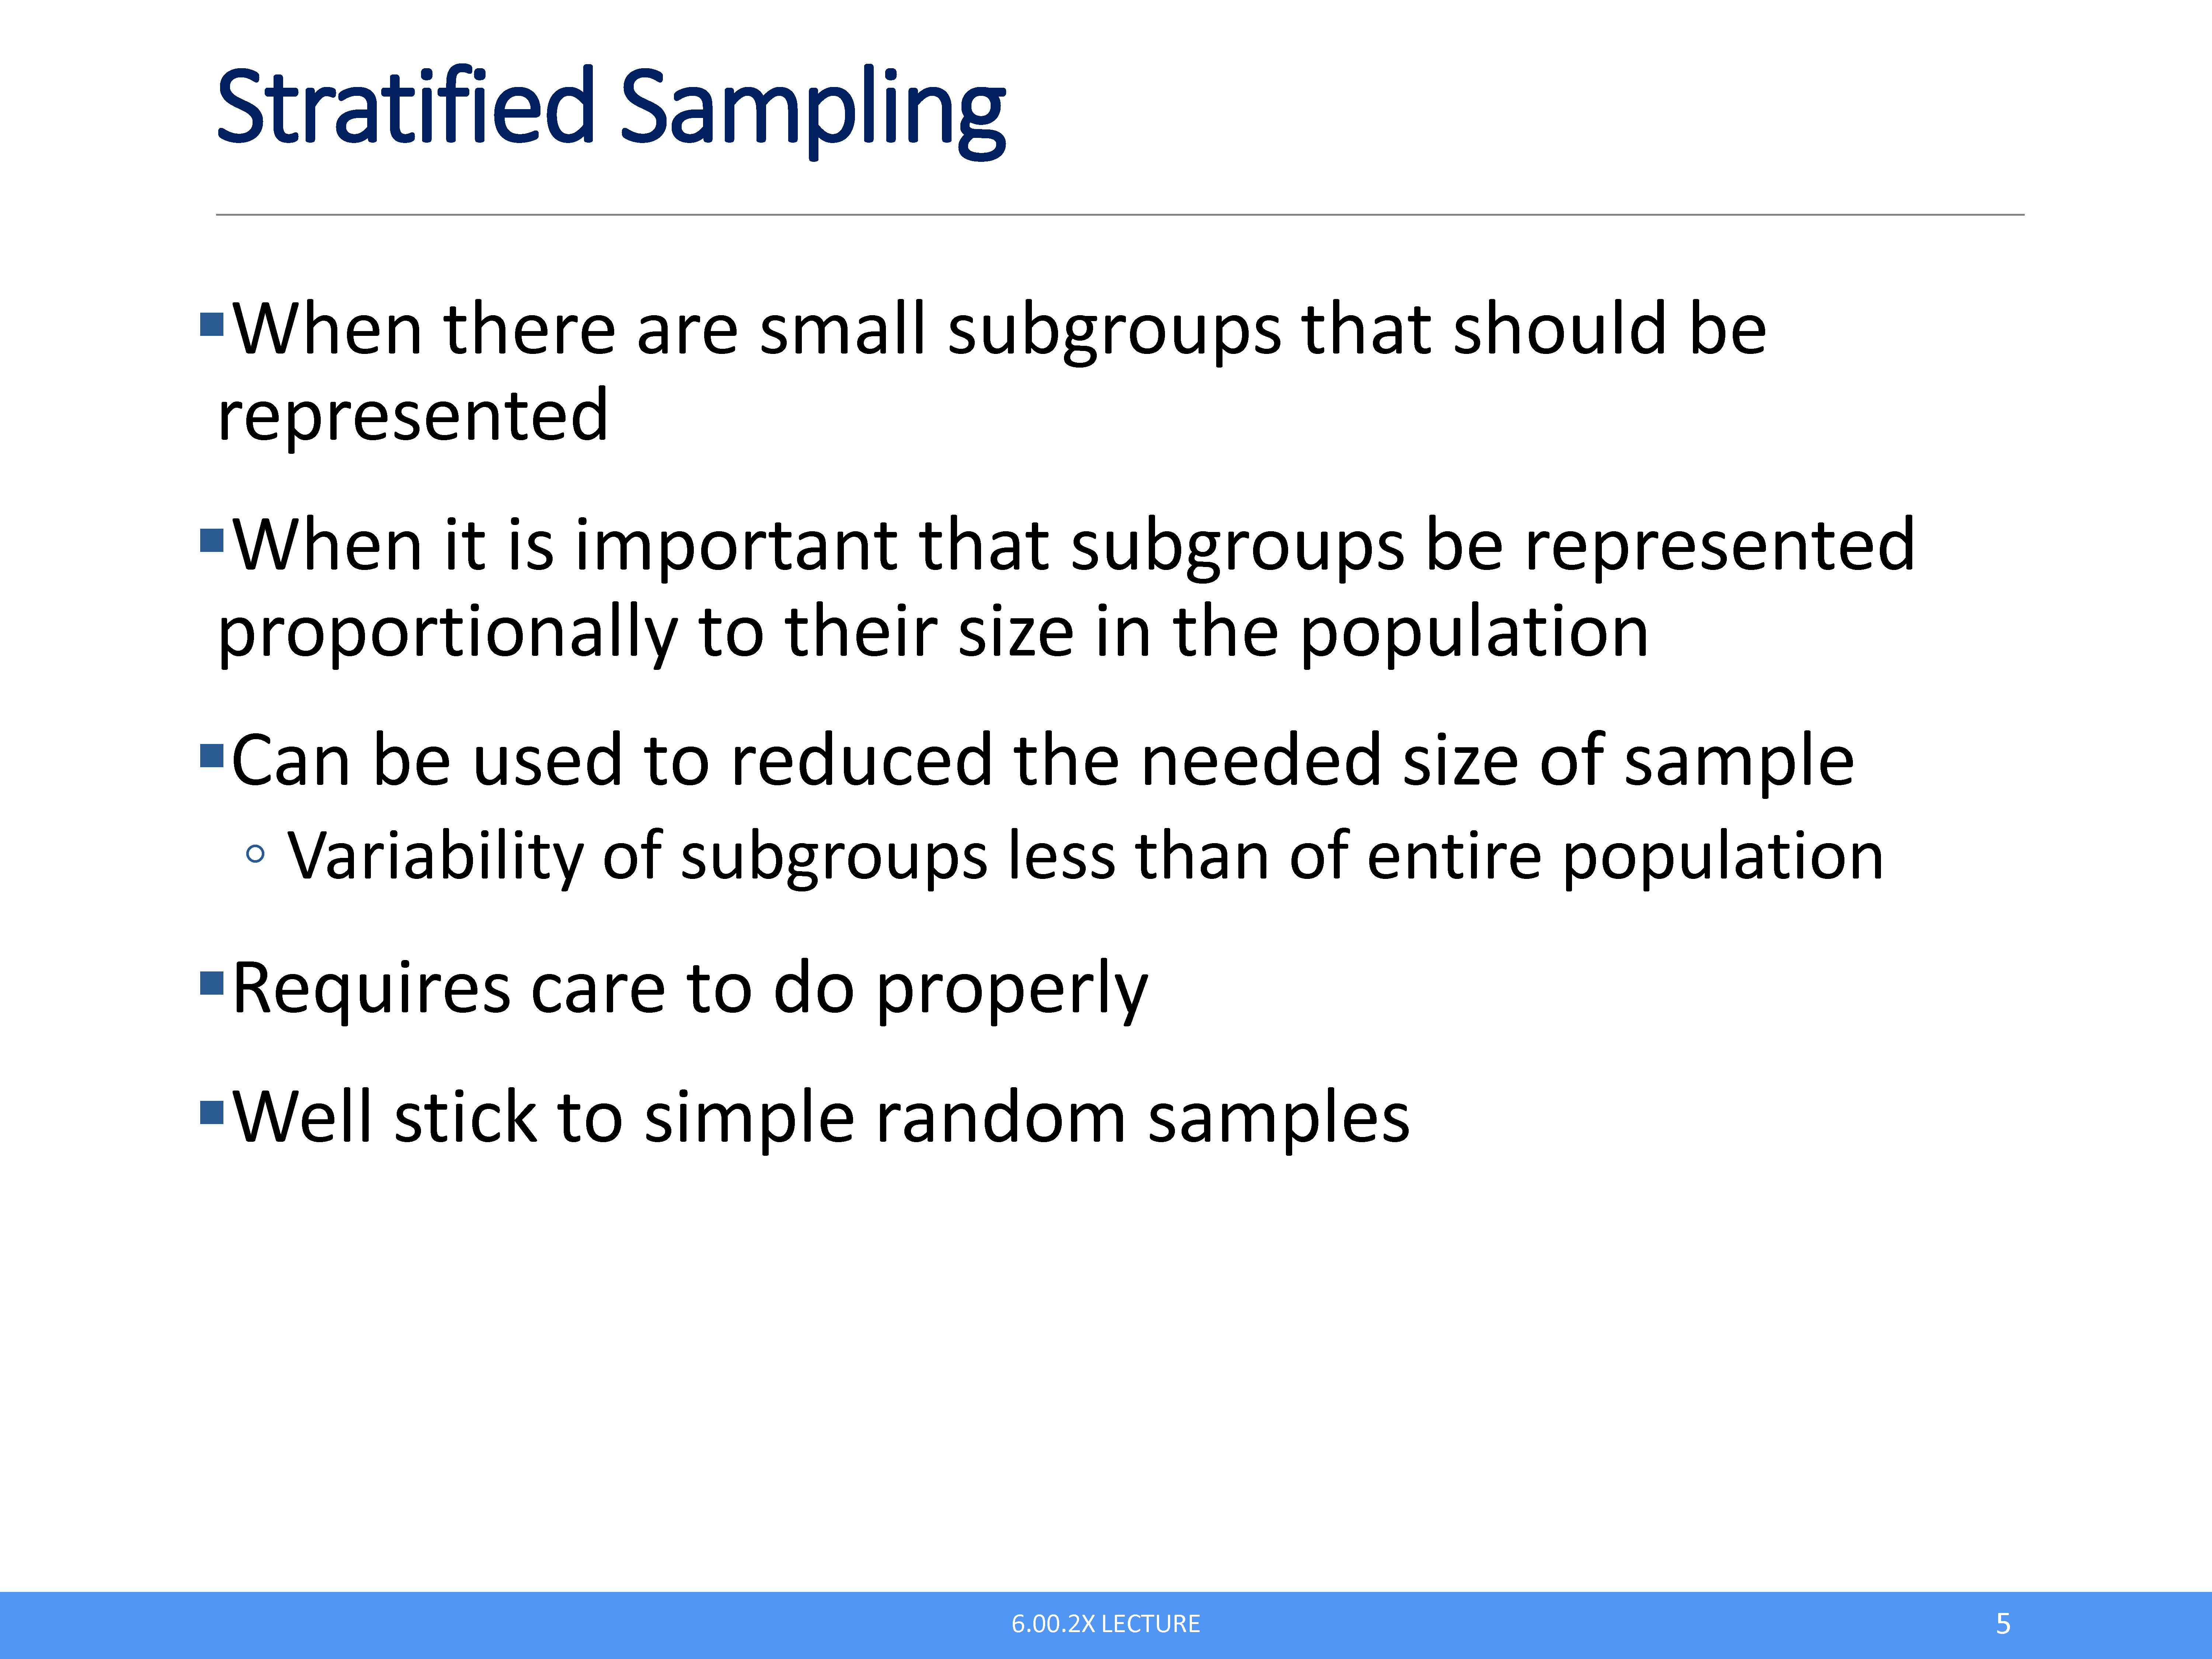 Stratified Sampling
▪When there are small subgroups that should be
represented
▪When it is important that subgroups be represented
proportionally to their size in the population
▪Can be used to reduced the needed size of sample
◦ Variability of subgroups less than of entire population
▪Requires care to do properly
▪Well stick to simple random samples
6.00.2X LECTURE
5